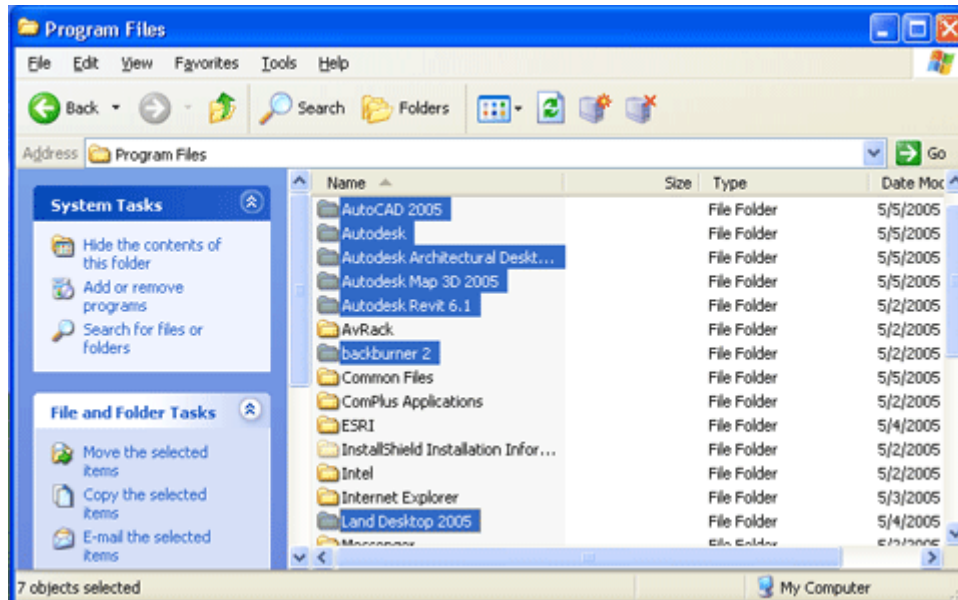 Program Files
File Edit View Favorites Tools Help
Back Search Folders
Address Program Files Go
System Tasks
Hide the contents of
this folder
Add or remove
programs
Search for files or
folders
File and Folder Tasks
Move the selected
items
Copy the selected
items
E-mail the selected
items
Name Size Type Date Mod
AutoCAD 2005 File Folder 5/5/2005
Autodesk File Folder 5/5/2005
Autodesk Architectural Deskt... File Folder 5/5/2005
Autodesk Map 3D 2005 File Folder 5/5/2005
Autodesk Revit 6.1 File Folder 5/2/2005
AvRack File Folder 5/2/2005
backburner 2 File Folder 5/2/2005
Common Files File Folder 5/5/2005
ComPlus Applications File Folder 5/2/2005
ESRI File Folder 5/4/2005
InstallShield Installation Infor... File Folder 5/2/2005
Intel File Folder 5/2/2005
Internet Explorer File Folder 5/3/2005
Land Desktop 2005 File Folder 5/4/2005
Messenger File Folder 5/2/2005
7 objects selected My Computer